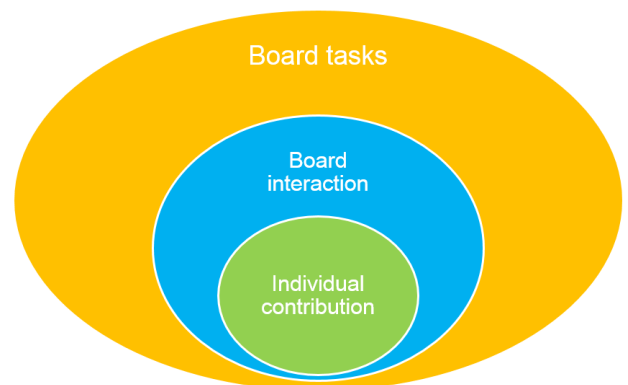 Board tasks
Board
interaction
Individual
contribution